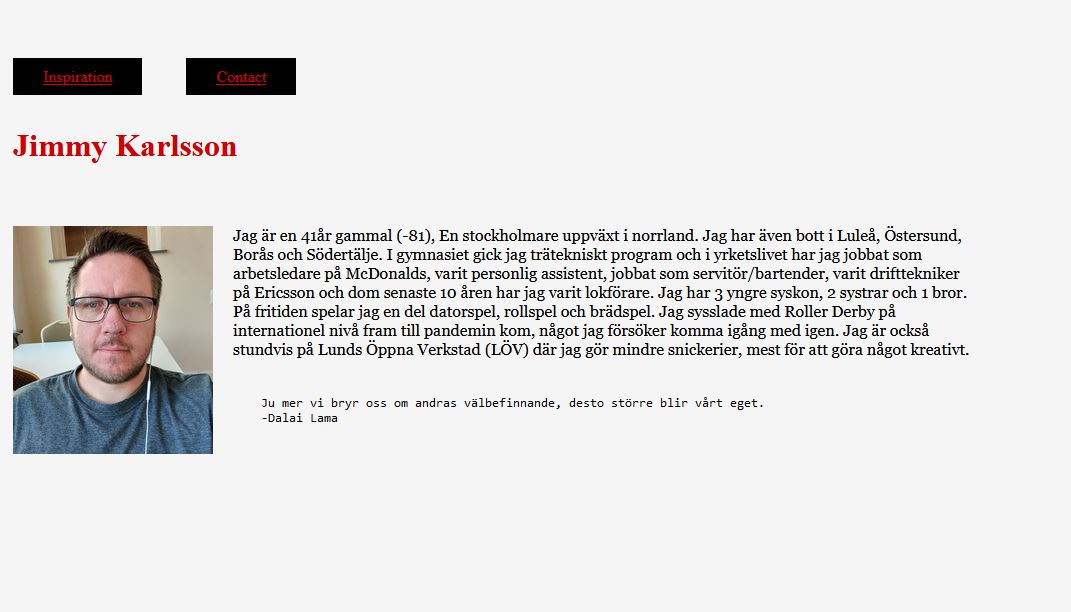 Inspiration
Contact
Jimmy Karlsson
Jag är en 41år gammal (-81), En stockholmare uppväxt i norrland. Jag har även bott i Luleå, Östersund,
Borås och Södertälje. I gymnasiet gick jag trätekniskt program och i yrketslivet har jag jobbat som
arbetsledare på McDonalds, varit personlig assistent, jobbat som servitör/bartender, varit drifttekniker
på Ericsson och dom senaste 10 åren har jag varit lokförare. Jag har 3 yngre syskon, 2 systrar och 1 bror.
På fritiden spelar jag en del datorspel, rollspel och brädspel. Jag sysslade med Roller Derby på
internationel nivå fram till pandemin kom, något jag försöker komma igång med igen. Jag är också
stundvis på Lunds Öppna Verkstad (LÖV) där jag gör mindre snickerier, mest för att göra något kreativt.
Ju mer vi bryr oss om andras välbefinnande, desto större blir vårt eget.
-Dalai Lama